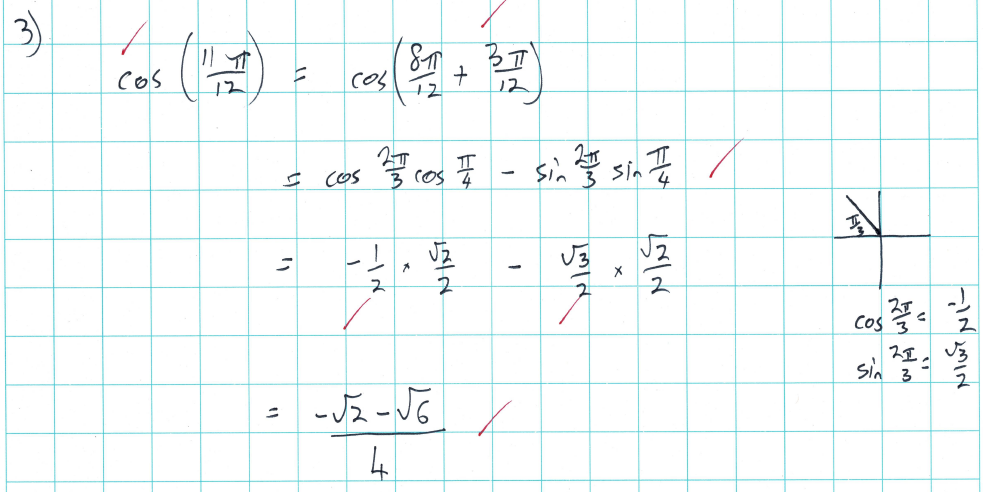 3)
cos (11π/12) = cos(8π/12 + 3π/12)
= cos 2π/3 cos π/4 - sin 2π/3 sin π/4
= -1/2 × √2/2 - √3/2 × √2/2
π/3
cos 2π/3 = -1/2
sin 2π/3 = √3/2
= (-√2 - √6)/4